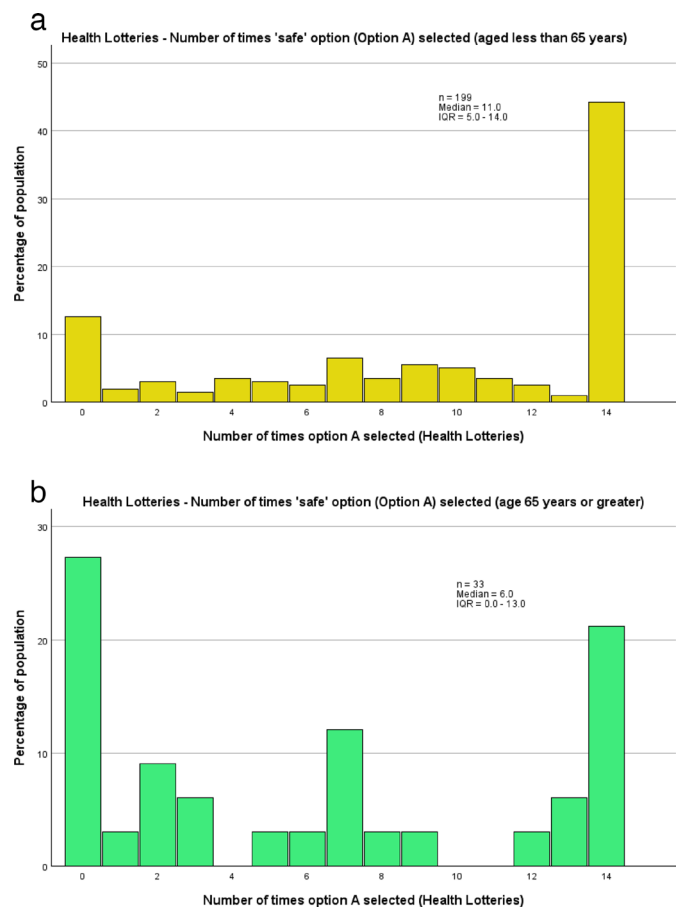 a
Health Lotteries - Number of times 'safe' option (Option A) selected (aged less than 65 years)
50
n = 199
Median = 11.0
IQR = 5.0 - 14.0
40
30
20
10
0
Percentage of population
0 2 4 6 8 10 12 14
Number of times option A selected (Health Lotteries)
b
Health Lotteries - Number of times 'safe' option (Option A) selected (age 65 years or greater)
30
n = 33
Median = 6.0
IQR = 0.0 - 13.0
20
10
0
Percentage of population
0 2 4 6 8 10 12 14
Number of times option A selected (Health Lotteries)